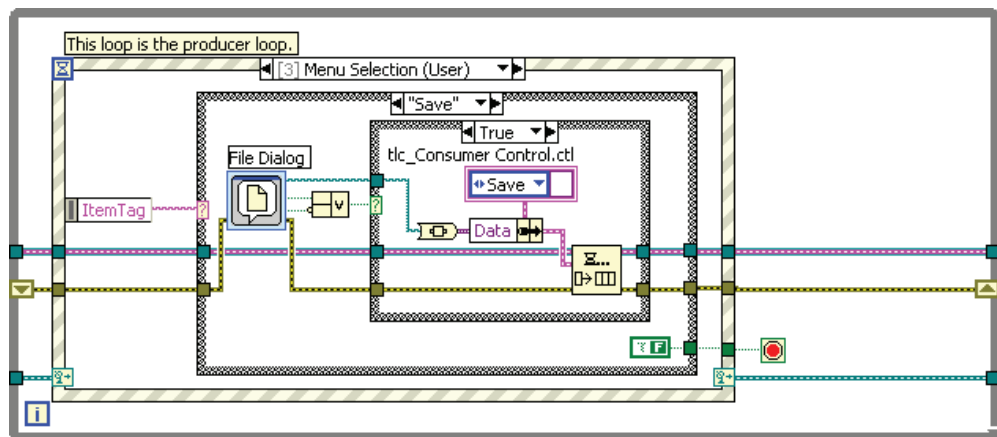 This loop is the producer loop.
[3] Menu Selection (User)
"Save"
True
tlc_Consumer Control.ctl
File Dialog
Save
ItemTag
Data
F
i